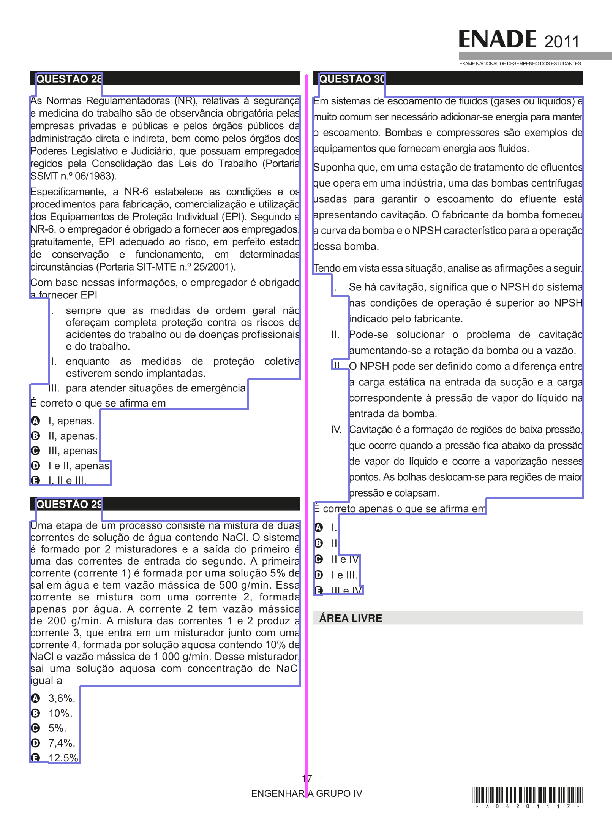 ENADE 2011
EXAME NACIONAL DE DESEMPENHO DOS ESTUDANTES
QUESTÃO 28
As Normas Regulamentadoras (NR), relativas à segurança
e medicina do trabalho são de observância obrigatória pelas
empresas privadas e públicas e pelos órgãos públicos da
administração direta e indireta, bem como pelos órgãos dos
Poderes Legislativo e Judiciário, que possuam empregados
regidos pela Consolidação das Leis do Trabalho (Portaria
SSMT n.º 06/1983).
Especificamente, a NR-6 estabelece as condições e os
procedimentos para fabricação, comercialização e utilização
dos Equipamentos de Proteção Individual (EPI). Segundo a
NR-6, o empregador é obrigado a fornecer aos empregados,
gratuitamente, EPI adequado ao risco, em perfeito estado
de conservação e funcionamento, em determinadas
circunstâncias (Portaria SIT-MTE n.º 25/2001).
Com base nessas informações, o empregador é obrigado
a fornecer EPI
I. sempre que as medidas de ordem geral não
ofereçam completa proteção contra os riscos de
acidentes do trabalho ou de doenças profissionais
e do trabalho.
II. enquanto as medidas de proteção coletiva
estiverem sendo implantadas.
III. para atender situações de emergência.
É correto o que se afirma em
A I, apenas.
B II, apenas.
C III, apenas.
D I e II, apenas.
E I, II e III.
QUESTÃO 29
Uma etapa de um processo consiste na mistura de duas
correntes de solução de água contendo NaCl. O sistema
é formado por 2 misturadores e a saída do primeiro é
uma das correntes de entrada do segundo. A primeira
corrente (corrente 1) é formada por uma solução 5% de
sal em água e tem vazão mássica de 500 g/min. Essa
corrente se mistura com uma corrente 2, formada
apenas por água. A corrente 2 tem vazão mássica
de 200 g/min. A mistura das correntes 1 e 2 produz a
corrente 3, que entra em um misturador junto com uma
corrente 4, formada por solução aquosa contendo 10% de
NaCl e vazão mássica de 1 000 g/min. Desse misturador,
sai uma solução aquosa com concentração de NaCl
igual a
A 3,6%.
B 10%.
C 5%.
D 7,4%.
E 12,5%.
QUESTÃO 30
Em sistemas de escoamento de fluidos (gases ou líquidos) é
muito comum ser necessário adicionar-se energia para manter
o escoamento. Bombas e compressores são exemplos de
equipamentos que fornecem energia aos fluidos.
Suponha que, em uma estação de tratamento de efluentes
que opera em uma indústria, uma das bombas centrífugas
usadas para garantir o escoamento do efluente está
apresentando cavitação. O fabricante da bomba forneceu
a curva da bomba e o NPSH característico para a operação
dessa bomba.
Tendo em vista essa situação, analise as afirmações a seguir.
I. Se há cavitação, significa que o NPSH do sistema
nas condições de operação é superior ao NPSH
indicado pelo fabricante.
II. Pode-se solucionar o problema de cavitação
aumentando-se a rotação da bomba ou a vazão.
III. O NPSH pode ser definido como a diferença entre
a carga estática na entrada da sucção e a carga
correspondente à pressão de vapor do líquido na
entrada da bomba.
IV. Cavitação é a formação de regiões de baixa pressão,
que ocorre quando a pressão fica abaixo da pressão
de vapor do líquido e ocorre a vaporização nesses
pontos. As bolhas deslocam-se para regiões de maior
pressão e colapsam.
É correto apenas o que se afirma em
A I.
B II.
C II e IV.
D I e III.
E III e IV.
ÁREA LIVRE
17
ENGENHARIA GRUPO IV
*A0420111 7*